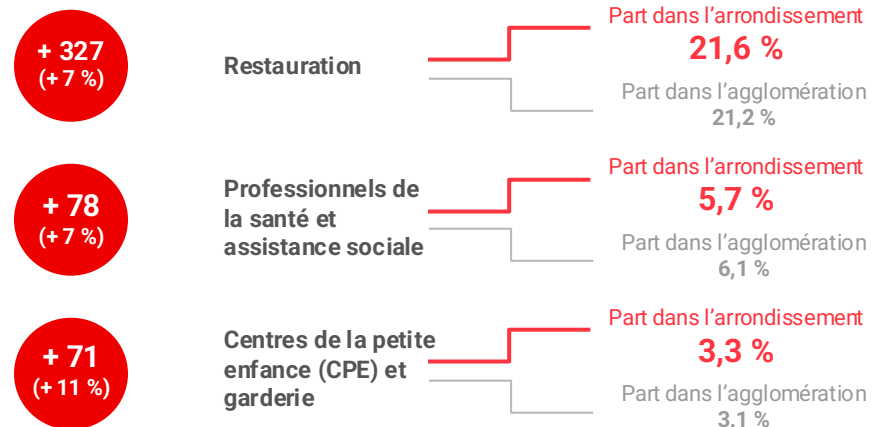 + 327
(+ 7 %)
Restauration
Part dans l’arrondissement
21,6 %
Part dans l’agglomération
21,2 %
+ 78
(+ 7 %)
Professionnels de
la santé et
assistance sociale
Part dans l’arrondissement
5,7 %
Part dans l’agglomération
6,1 %
+ 71
(+ 11 %)
Centres de la petite
enfance (CPE) et
garderie
Part dans l’arrondissement
3,3 %
Part dans l’agglomération
3,1 %